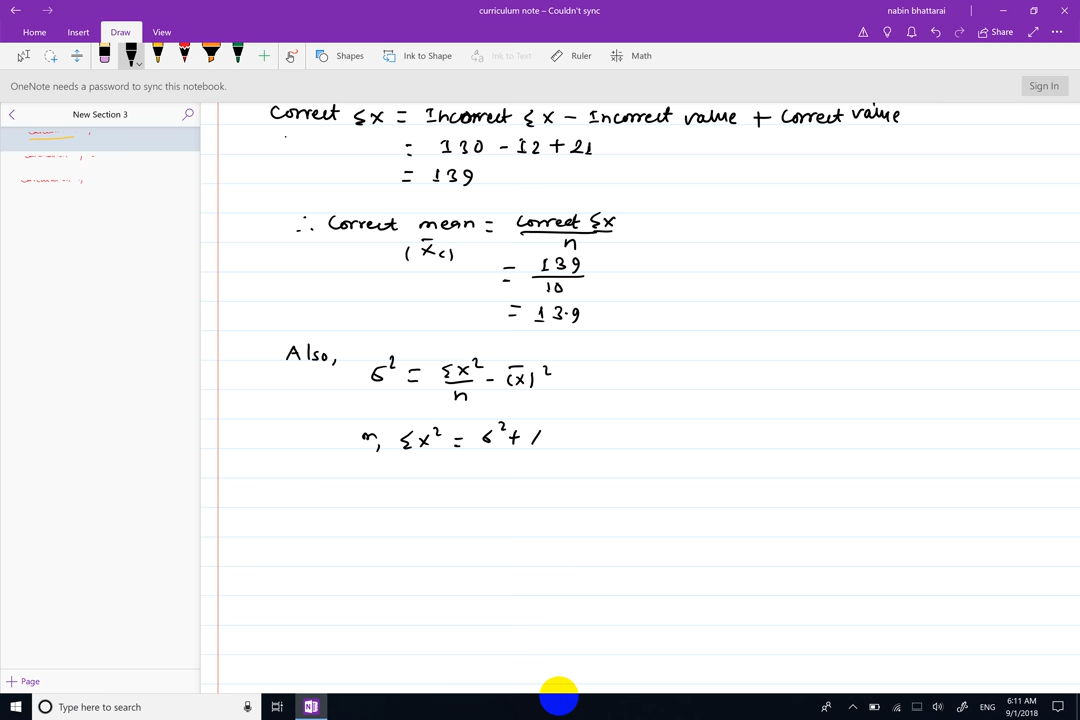 curriculum note – Couldn't sync
nabin bhattarai
Home Insert Draw View
Share
Shapes Ink to Shape Ink to Text Ruler Math
OneNote needs a password to sync this notebook.
Sign In
New Section 3
Correct Σx = Incorrect Σx – Incorrect value + Correct value
= 130 – 12 + 21
= 139
∴ Correct mean = Correct Σx / n
(x̄c)
= 139 / 10
= 13.9
Also,
σ² = Σx² / n – (x̄)²
or, Σx² = σ² + /
+ Page
Type here to search
ENG
6:11 AM
9/1/2018